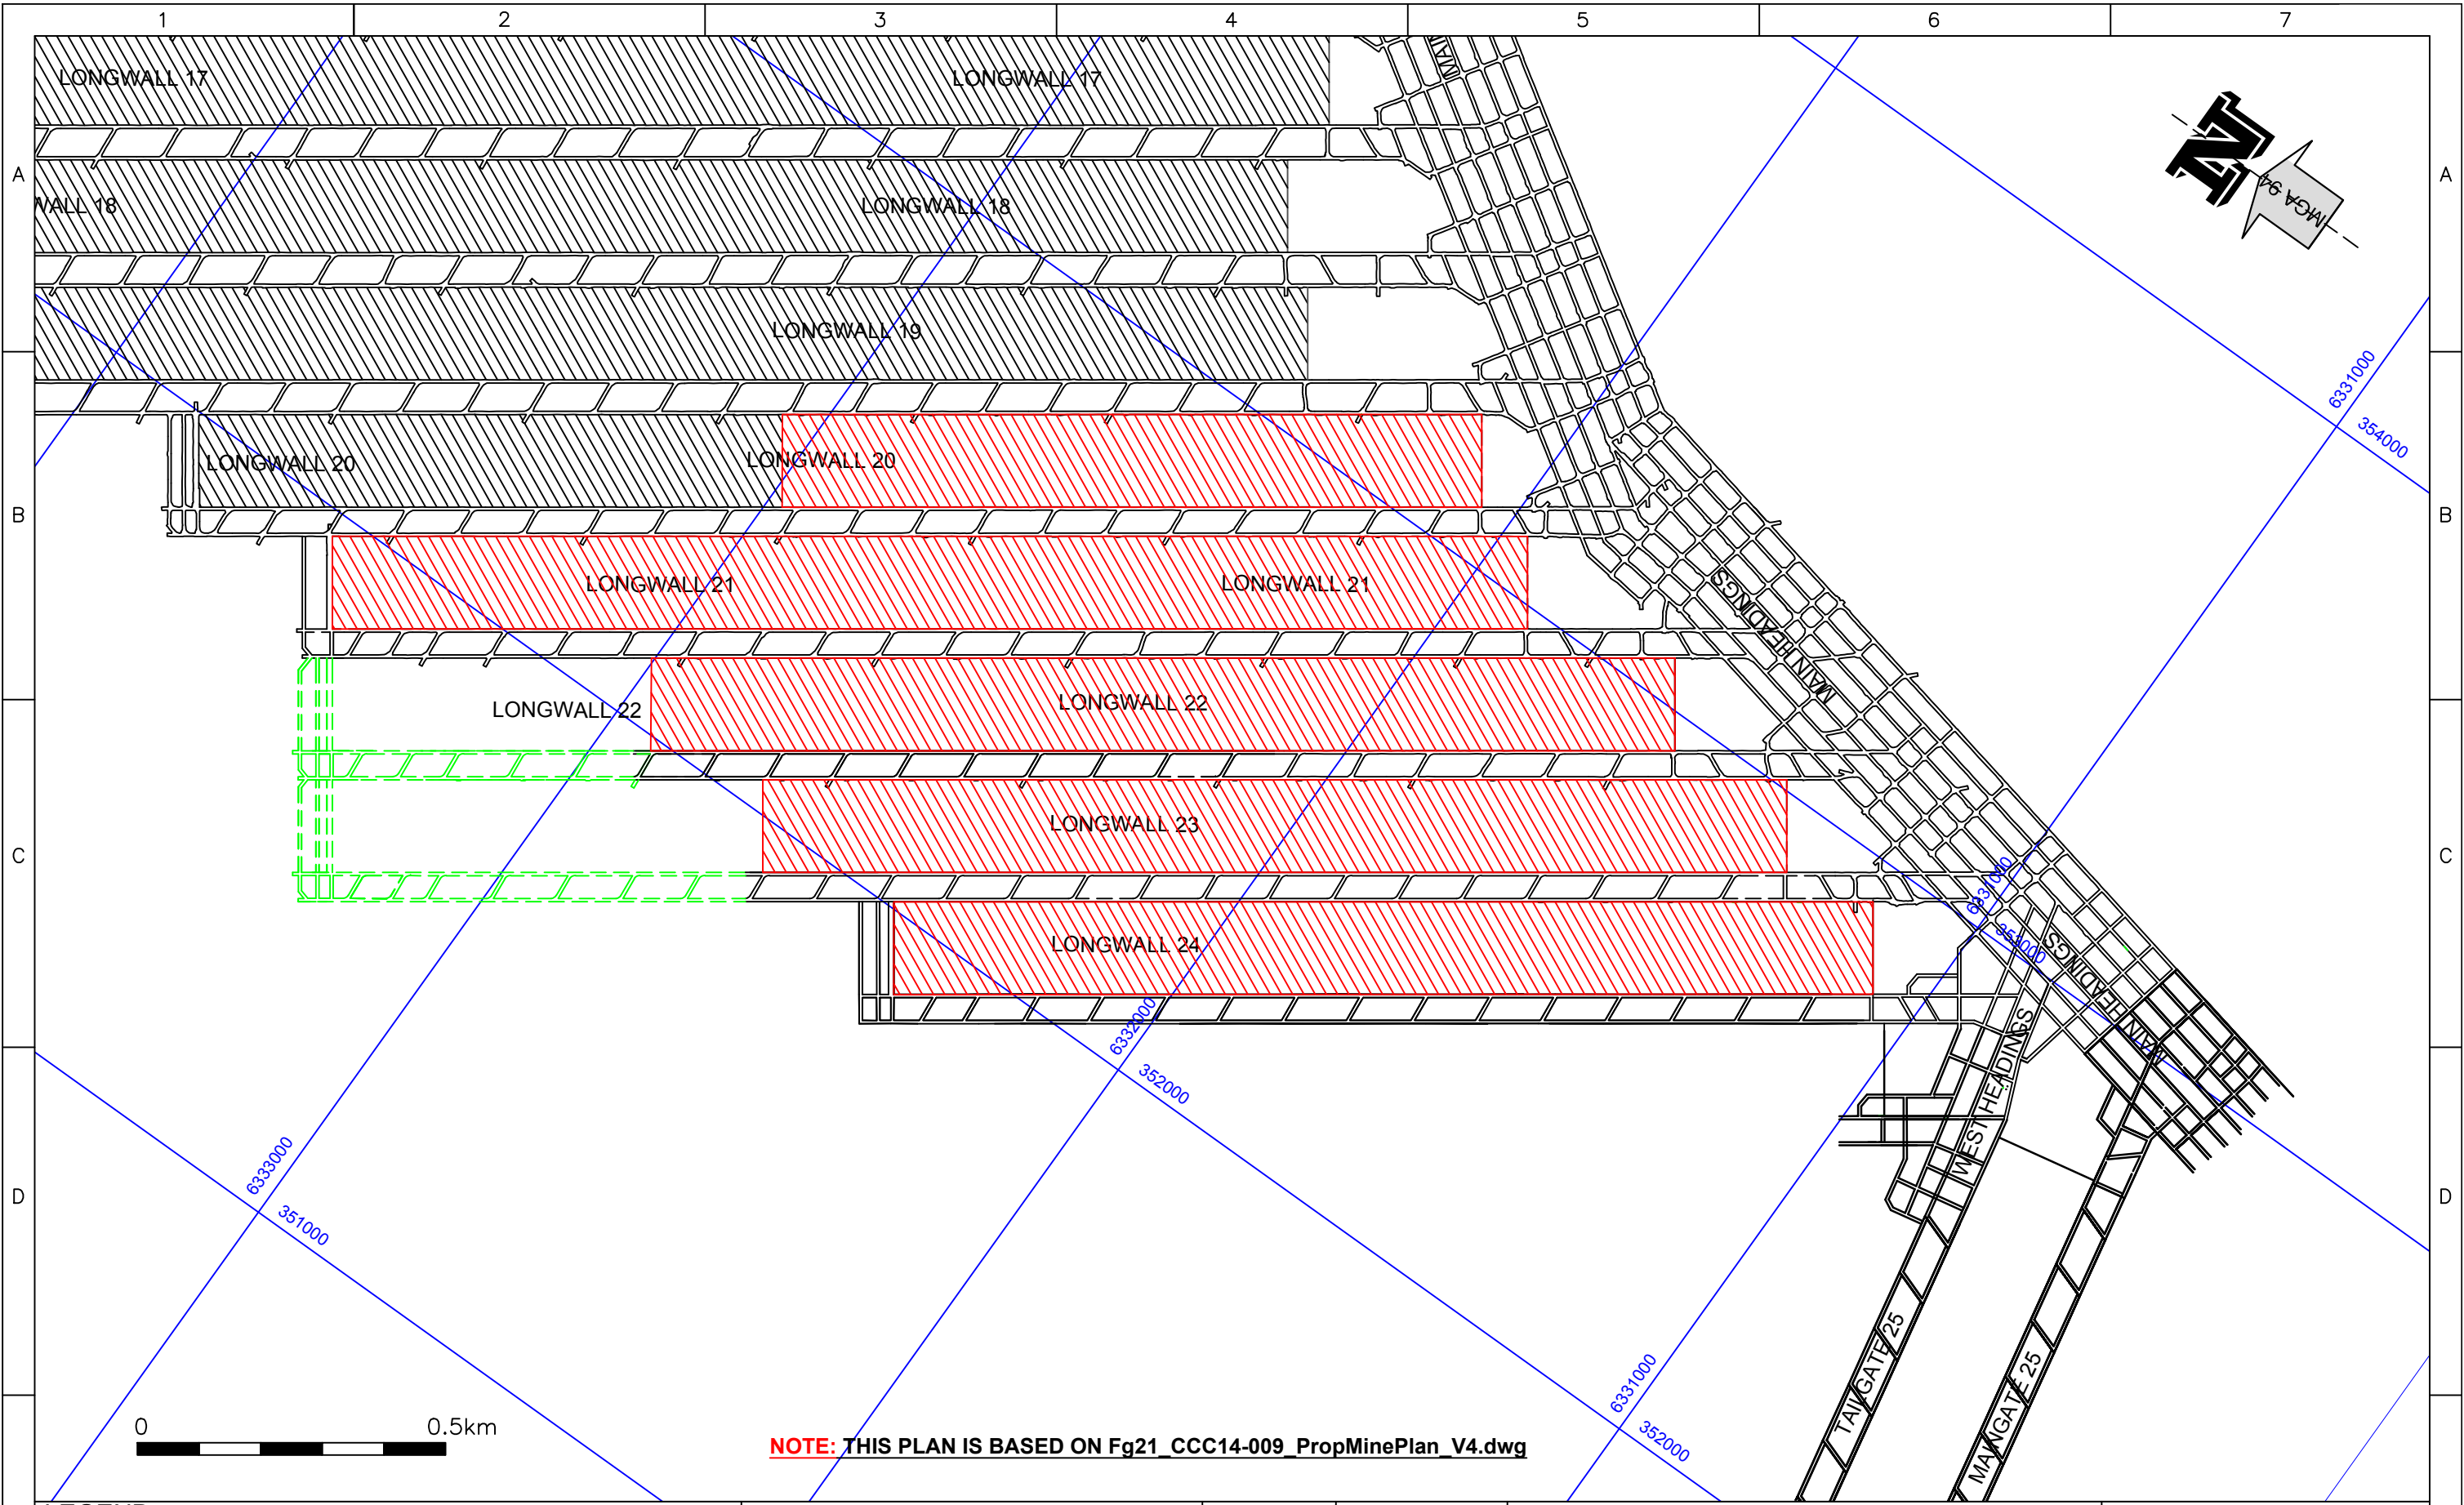 1 2 3 4 5 6 7
LONGWALL 17 LONGWALL 17
MAIN
N
MGA 94
A A
WALL 18 LONGWALL 18
LONGWALL 19
6331000
354000
LONGWALL 20 LONGWALL 20
B B
LONGWALL 21 LONGWALL 21
MAIN HEADINGS
LONGWALL 22 LONGWALL 22
LONGWALL 23
C C
6331000
353000
LONGWALL 24
MAIN HEADINGS
6332000
352000
WEST HEADINGS
6333000
351000
D D
TAILGATE 25
MAINGATE 25
6331000
352000
0 0.5km
NOTE: THIS PLAN IS BASED ON Fg21_CCC14-009_PropMinePlan_V4.dwg